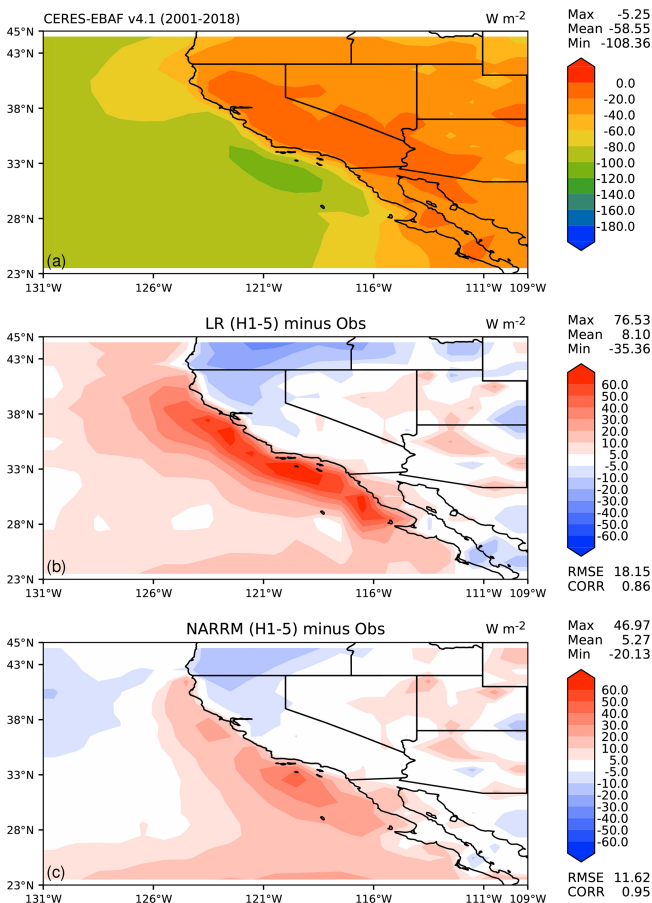 CERES-EBAF v4.1 (2001-2018) W m-2
Max -5.25
Mean -58.55
Min -108.36
45°N
43°N
38°N
33°N
28°N
23°N
(a)
131°W 126°W 121°W 116°W 111°W 109°W
0.0
-20.0
-40.0
-60.0
-80.0
-100.0
-120.0
-140.0
-160.0
-180.0
LR (H1-5) minus Obs W m-2
Max 76.53
Mean 8.10
Min -35.36
45°N
43°N
38°N
33°N
28°N
23°N
(b)
131°W 126°W 121°W 116°W 111°W 109°W
60.0
50.0
40.0
30.0
20.0
10.0
5.0
-5.0
-10.0
-20.0
-30.0
-40.0
-50.0
-60.0
RMSE 18.15
CORR 0.86
NARRM (H1-5) minus Obs W m-2
Max 46.97
Mean 5.27
Min -20.13
45°N
43°N
38°N
33°N
28°N
23°N
(c)
131°W 126°W 121°W 116°W 111°W 109°W
60.0
50.0
40.0
30.0
20.0
10.0
5.0
-5.0
-10.0
-20.0
-30.0
-40.0
-50.0
-60.0
RMSE 11.62
CORR 0.95